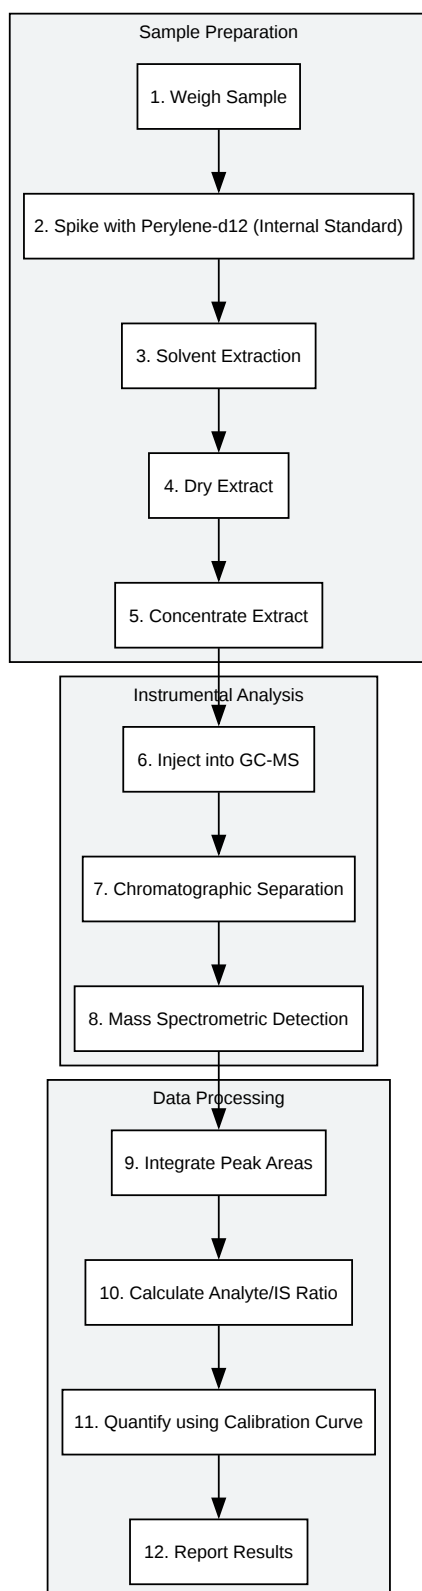 Sample Preparation
1. Weigh Sample
2. Spike with Perylene-d12 (Internal Standard)
3. Solvent Extraction
4. Dry Extract
5. Concentrate Extract
Instrumental Analysis
6. Inject into GC-MS
7. Chromatographic Separation
8. Mass Spectrometric Detection
Data Processing
9. Integrate Peak Areas
10. Calculate Analyte/IS Ratio
11. Quantify using Calibration Curve
12. Report Results